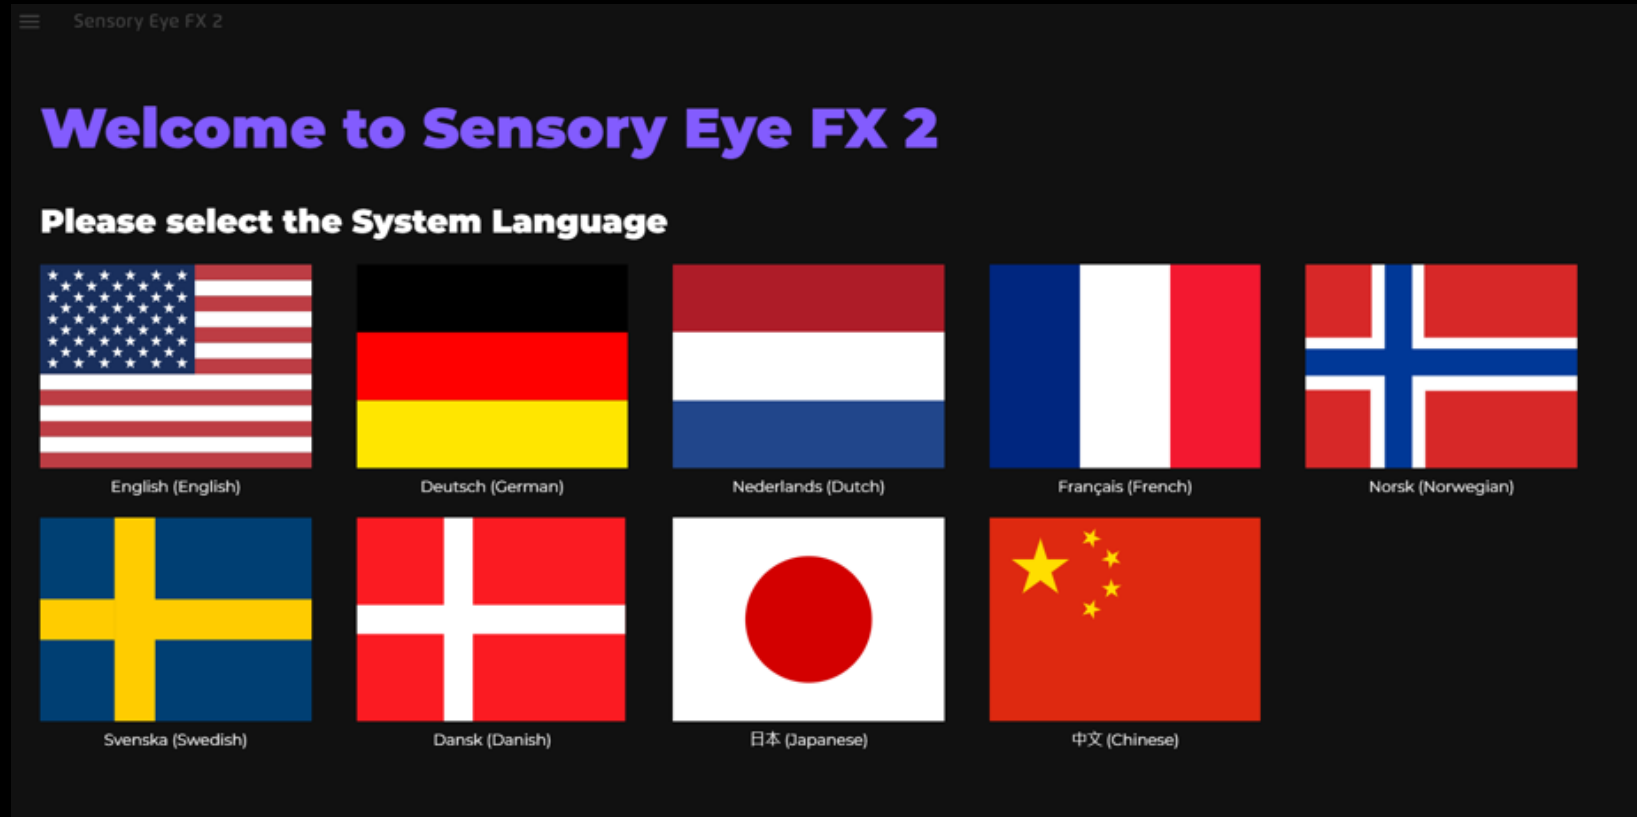 Sensory Eye FX 2
Welcome to Sensory Eye FX 2
Please select the System Language
English (English)
Deutsch (German)
Nederlands (Dutch)
Français (French)
Norsk (Norwegian)
Svenska (Swedish)
Dansk (Danish)
日本 (Japanese)
中文 (Chinese)